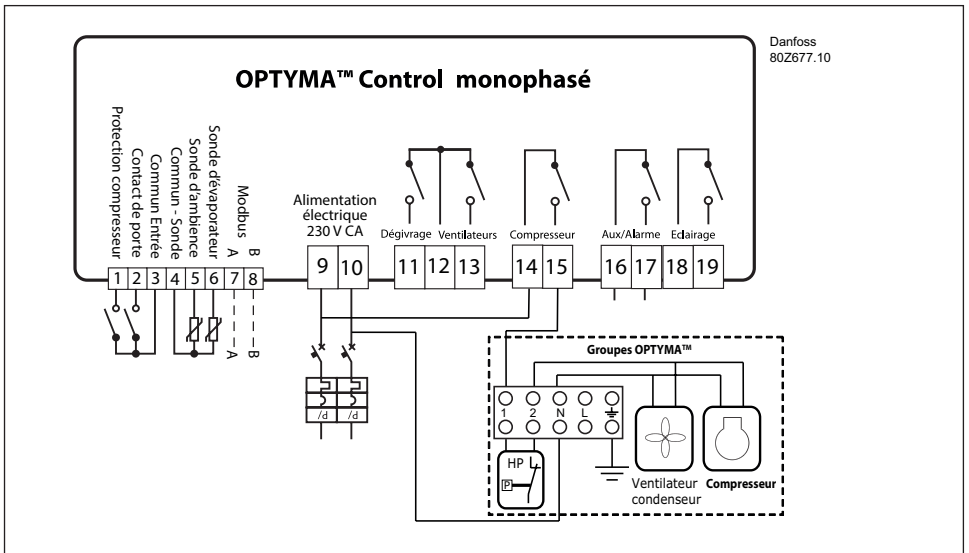 Danfoss
80Z677.10
OPTYMA™ Control monophasé
Protection compresseur
Contact de porte
Commun Entrée
Commun - Sonde
Sonde d'ambience
Sonde d'évaporateur
Modbus
A
B
Alimentation
électrique
230 V CA
Dégivrage
Ventilateurs
Compresseur
Aux/Alarme
Eclairage
1 2 3 4 5 6 7 8
9 10
11 12 13
14 15
16 17 18 19
A
B
Groupes OPTYMA™
1 2 N L
HP
P
Ventilateur
condenseur
Compresseur